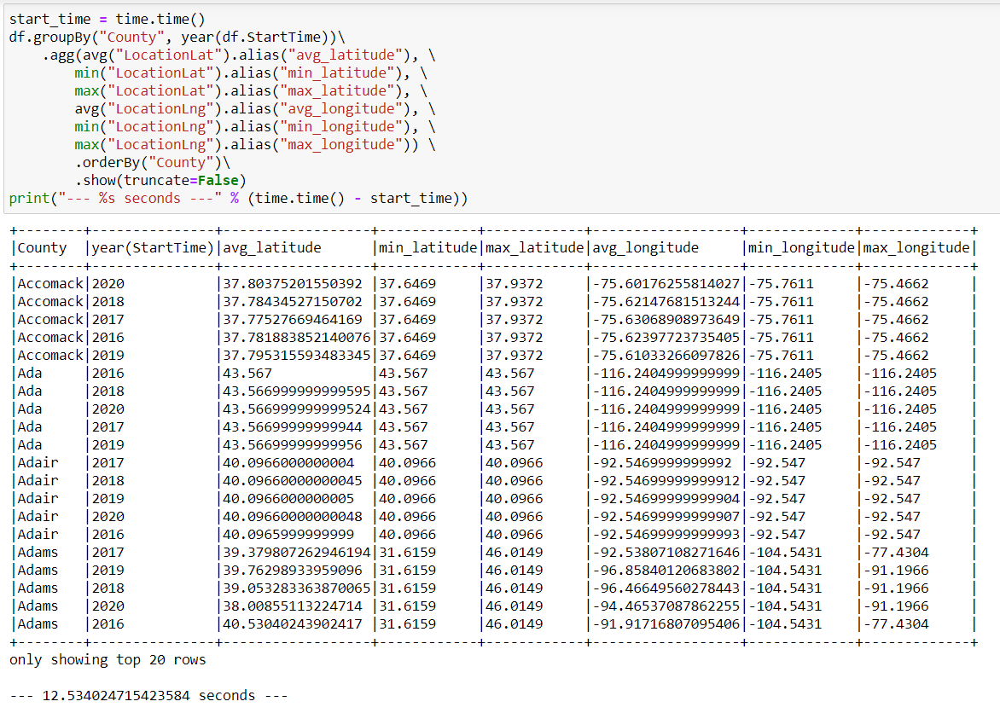 start_time = time.time()
df.groupBy("County", year(df.StartTime))\
    .agg(avg("LocationLat").alias("avg_latitude"), \
        min("LocationLat").alias("min_latitude"), \
        max("LocationLat").alias("max_latitude"), \
        avg("LocationLng").alias("avg_longitude"), \
        min("LocationLng").alias("min_longitude"), \
        max("LocationLng").alias("max_longitude")) \
        .orderBy("County")\
        .show(truncate=False)
print("--- %s seconds ---" % (time.time() - start_time))
+--------+---------------+------------------+------------+------------+------------------+-------------+-------------+
|County  |year(StartTime)|avg_latitude      |min_latitude|max_latitude|avg_longitude     |min_longitude|max_longitude|
+--------+---------------+------------------+------------+------------+------------------+-------------+-------------+
|Accomack|2020           |37.80375201550392 |37.6469     |37.9372     |-75.60176255814027|-75.7611     |-75.4662     |
|Accomack|2018           |37.78434527150702 |37.6469     |37.9372     |-75.62147681513244|-75.7611     |-75.4662     |
|Accomack|2017           |37.77527669464169 |37.6469     |37.9372     |-75.63068908973649|-75.7611     |-75.4662     |
|Accomack|2016           |37.781883852140076|37.6469     |37.9372     |-75.62397723735405|-75.7611     |-75.4662     |
|Accomack|2019           |37.795315593483345|37.6469     |37.9372     |-75.61033266097826|-75.7611     |-75.4662     |
|Ada     |2016           |43.567            |43.567      |43.567      |-116.2404999999999|-116.2405    |-116.2405    |
|Ada     |2018           |43.566999999999595|43.567      |43.567      |-116.2404999999999|-116.2405    |-116.2405    |
|Ada     |2020           |43.566999999999524|43.567      |43.567      |-116.2404999999999|-116.2405    |-116.2405    |
|Ada     |2017           |43.56699999999944 |43.567      |43.567      |-116.2404999999999|-116.2405    |-116.2405    |
|Ada     |2019           |43.56699999999956 |43.567      |43.567      |-116.2404999999999|-116.2405    |-116.2405    |
|Adair   |2017           |40.0966000000004  |40.0966     |40.0966     |-92.5469999999992 |-92.547      |-92.547      |
|Adair   |2018           |40.09660000000045 |40.0966     |40.0966     |-92.54699999999912|-92.547      |-92.547      |
|Adair   |2019           |40.0966000000005  |40.0966     |40.0966     |-92.54699999999904|-92.547      |-92.547      |
|Adair   |2020           |40.09660000000048 |40.0966     |40.0966     |-92.54699999999907|-92.547      |-92.547      |
|Adair   |2016           |40.0965999999999  |40.0966     |40.0966     |-92.54699999999993|-92.547      |-92.547      |
|Adams   |2017           |39.379807262946194|31.6159     |46.0149     |-92.53807108271646|-104.5431    |-77.4304     |
|Adams   |2019           |39.76298933959096 |31.6159     |46.0149     |-96.85840120683802|-104.5431    |-91.1966     |
|Adams   |2018           |39.053283363870065|31.6159     |46.0149     |-96.46649560278443|-104.5431    |-91.1966     |
|Adams   |2020           |38.00855113224714 |31.6159     |46.0149     |-94.46537087862255|-104.5431    |-91.1966     |
|Adams   |2016           |40.53040243902417 |31.6159     |46.0149     |-91.91716807095406|-104.5431    |-77.4304     |
+--------+---------------+------------------+------------+------------+------------------+-------------+-------------+
only showing top 20 rows
--- 12.534024715423584 seconds ---